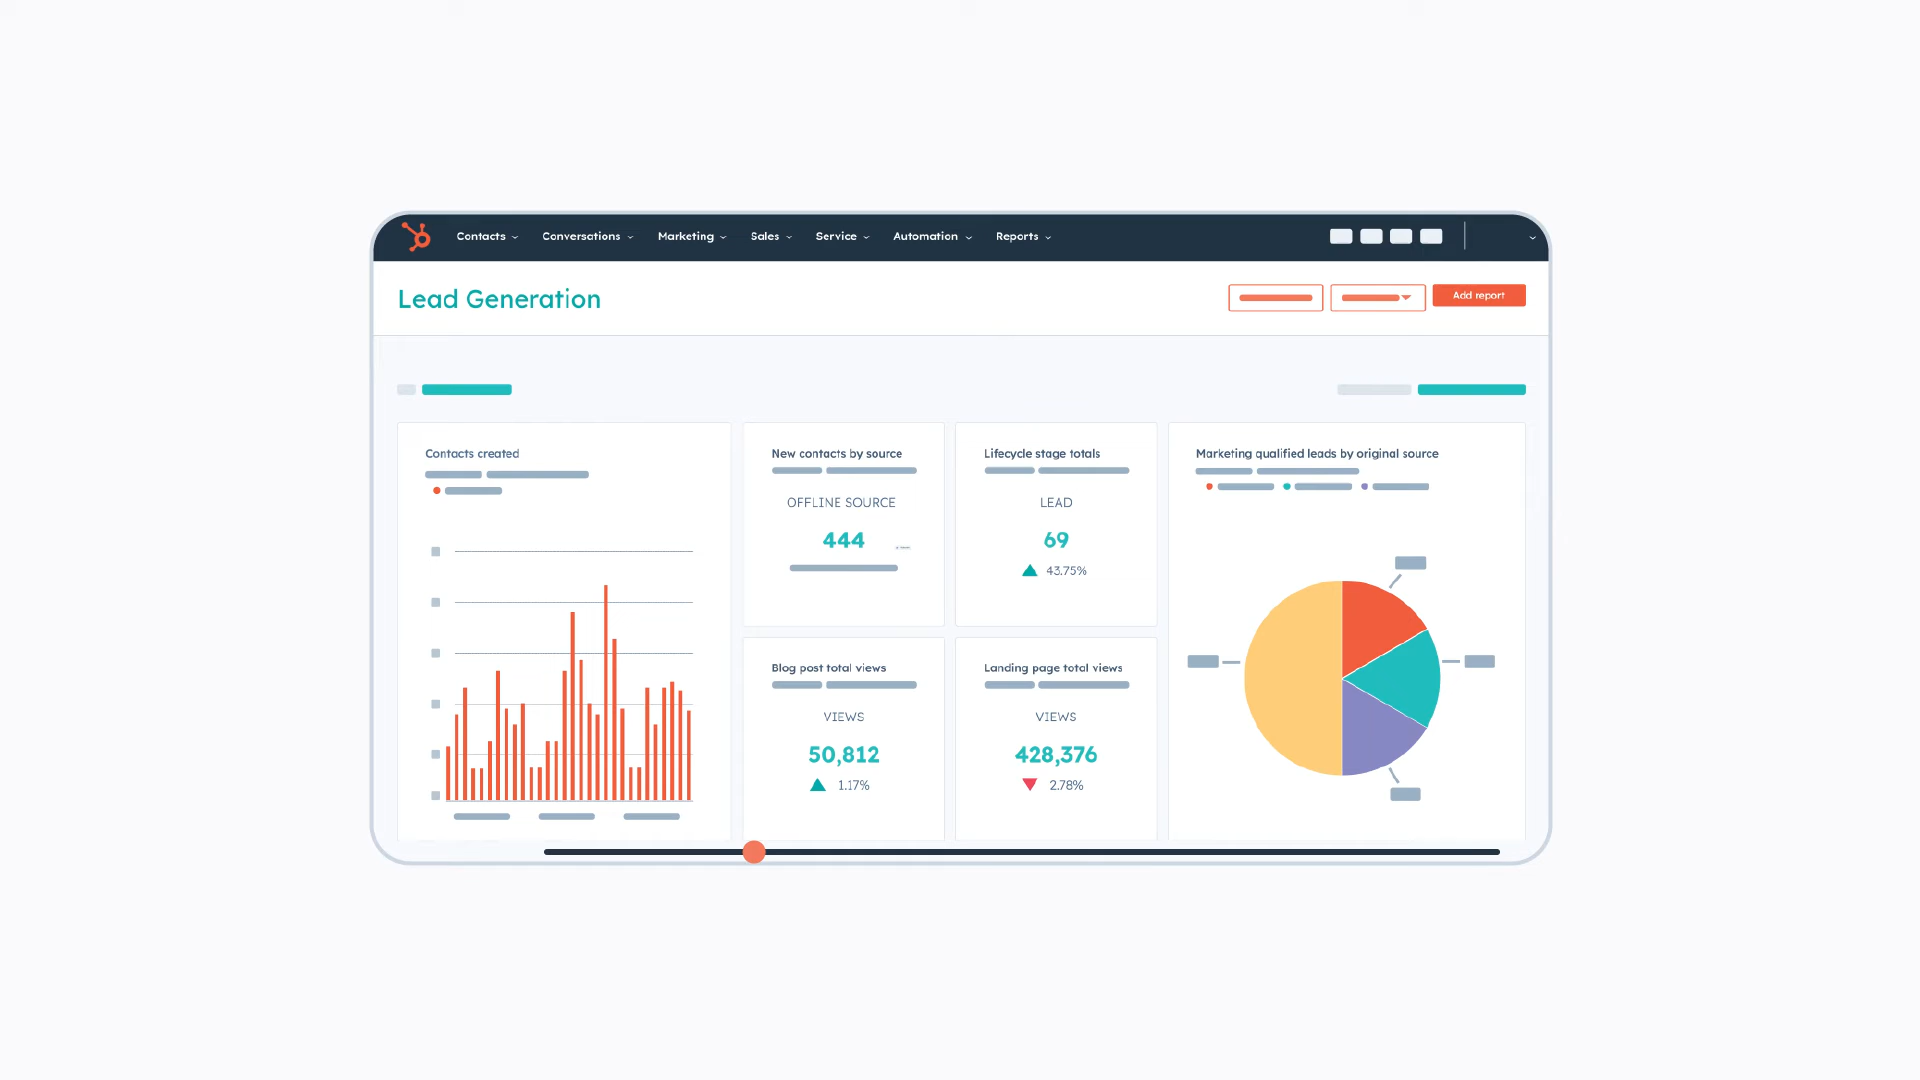 Contacts Conversations Marketing Sales Service Automation Reports
Lead Generation
Add report
Contacts created
New contacts by source
OFFLINE SOURCE
444
Lifecycle stage totals
LEAD
69
43.75%
Marketing qualified leads by original source
Blog post total views
VIEWS
50,812
1.17%
Landing page total views
VIEWS
428,376
2.78%